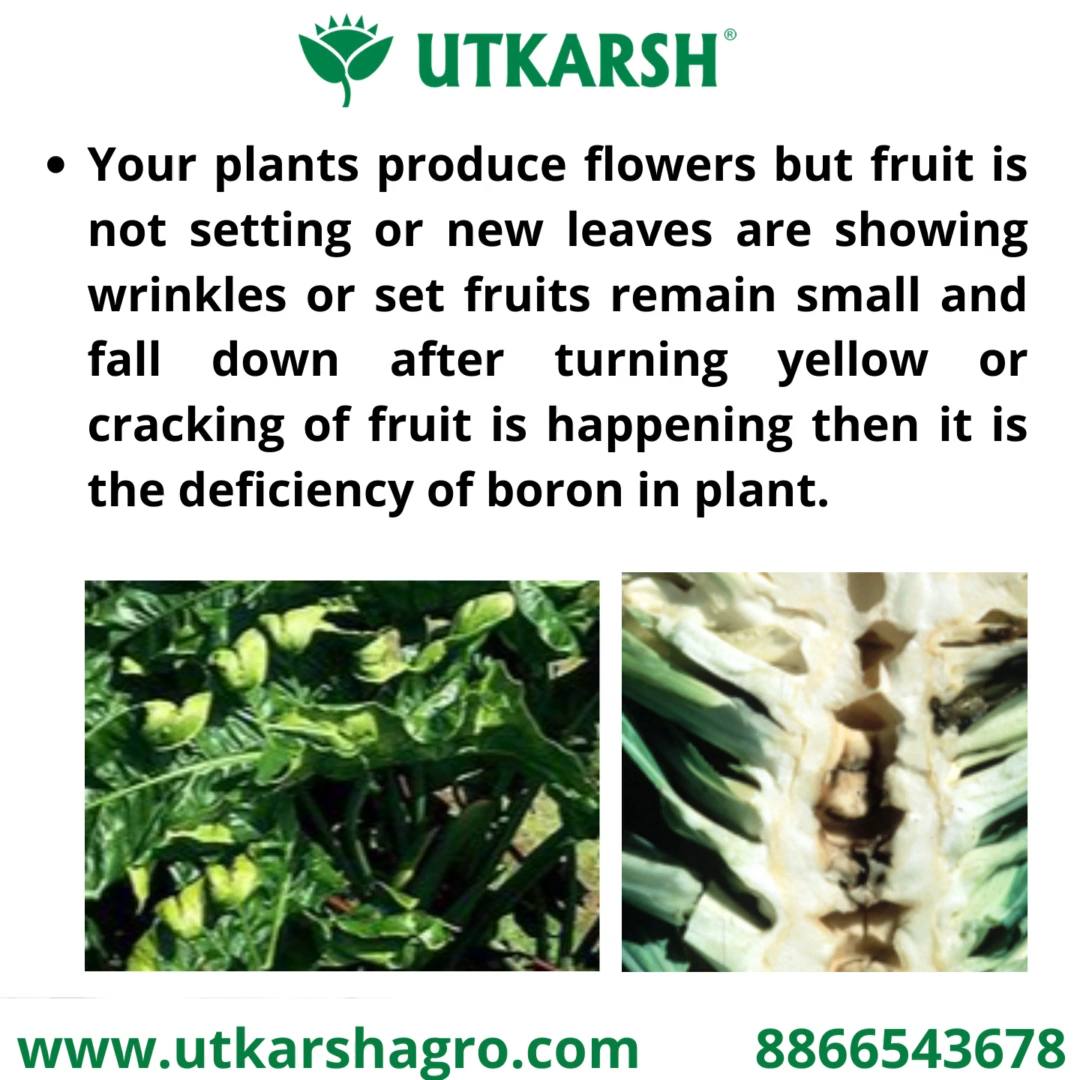 UTKARSH®
• Your plants produce flowers but fruit is
not setting or new leaves are showing
wrinkles or set fruits remain small and
fall down after turning yellow or
cracking of fruit is happening then it is
the deficiency of boron in plant.
www.utkarshagro.com 8866543678